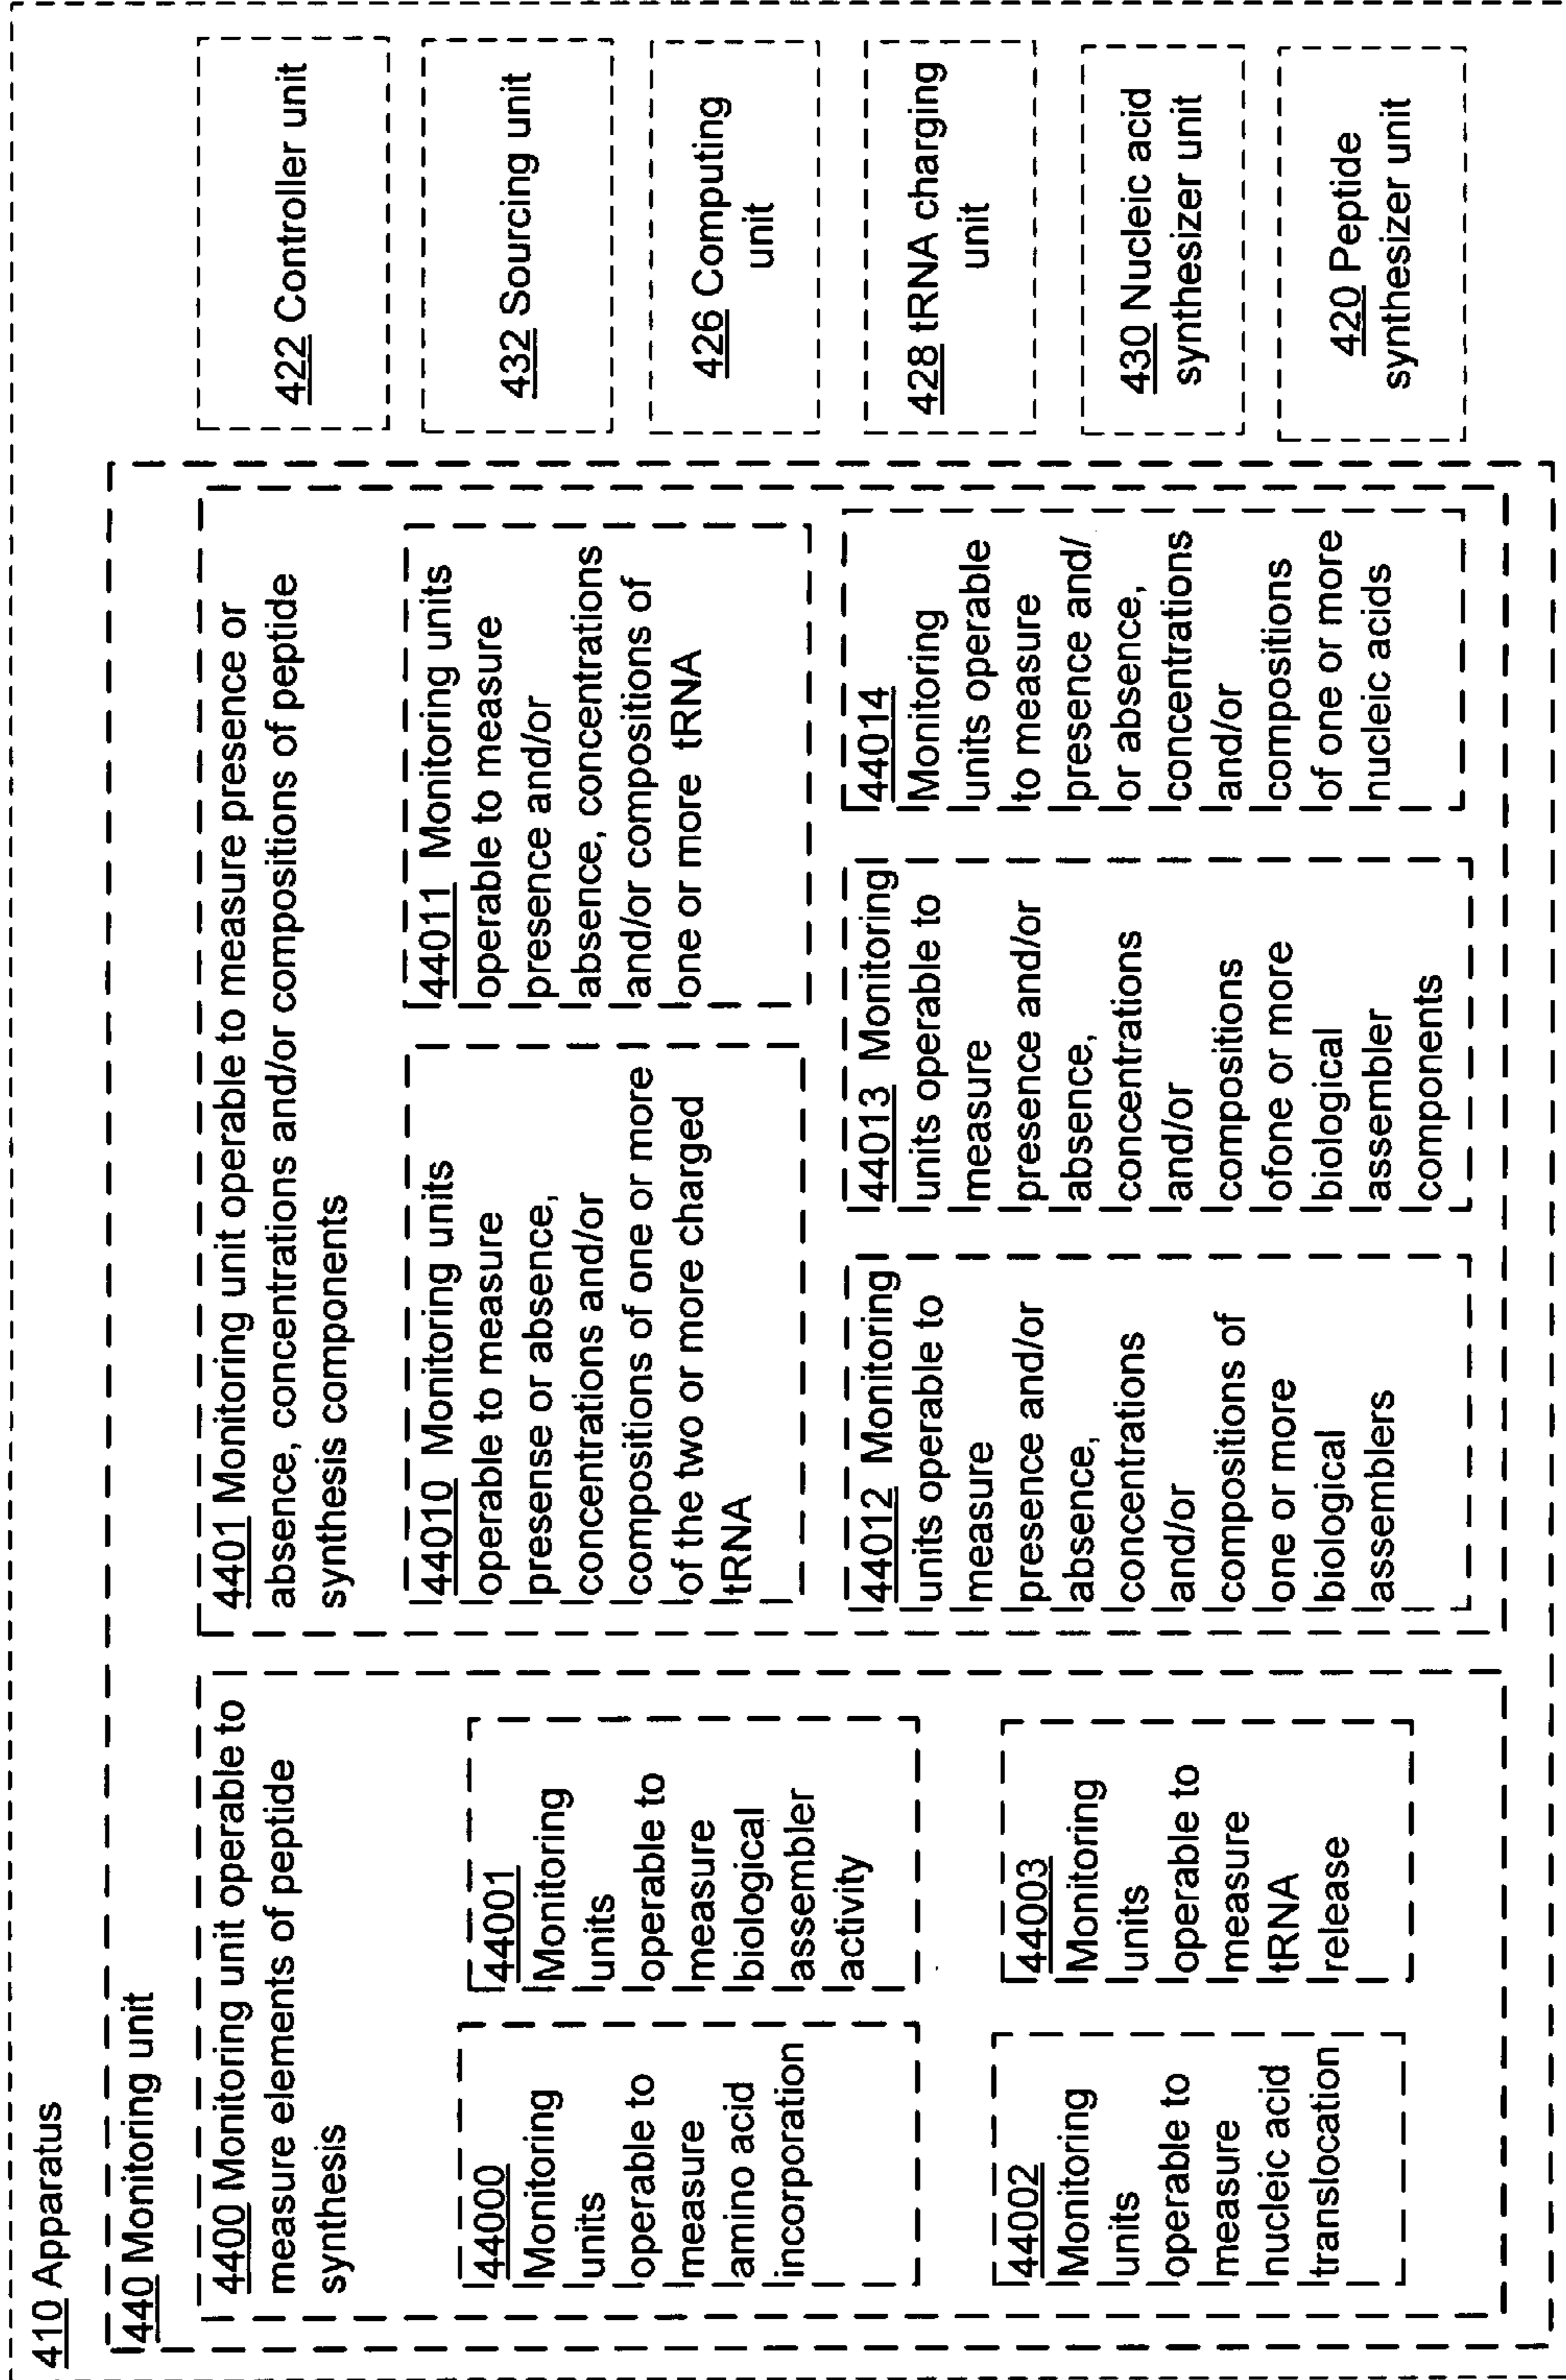 410 Apparatus
440 Monitoring unit
4400 Monitoring unit operable to
measure elements of peptide
synthesis
44000
Monitoring
units
operable to
measure
amino acid
incorporation
44001
Monitoring
units
operable to
measure
biological
assembler
activity
44002
Monitoring
units
operable to
measure
nucleic acid
translocation
44003
Monitoring
units
operable to
measure
tRNA
release
4401 Monitoring unit operable to measure presence or
absence, concentrations and/or compositions of peptide
synthesis components
44010 Monitoring units
operable to measure
presense or absence,
concentrations and/or
compositions of one or more
of the two or more charged
tRNA
44011 Monitoring units
operable to measure
presence and/or
absence, concentrations
and/or compositions of
one or more tRNA
44012 Monitoring
units operable to
measure
presence and/or
absence,
concentrations
and/or
compositions of
one or more
biological
assemblers
44013 Monitoring
units operable to
measure
presence and/or
absence,
concentrations
and/or
compositions
ofone or more
biological
assembler
components
44014
Monitoring
units operable
to measure
presence and/
or absence,
concentrations
and/or
compositions
of one or more
nucleic acids
422 Controller unit
432 Sourcing unit
426 Computing
unit
428 tRNA charging
unit
430 Nucleic acid
synthesizer unit
420 Peptide
synthesizer unit